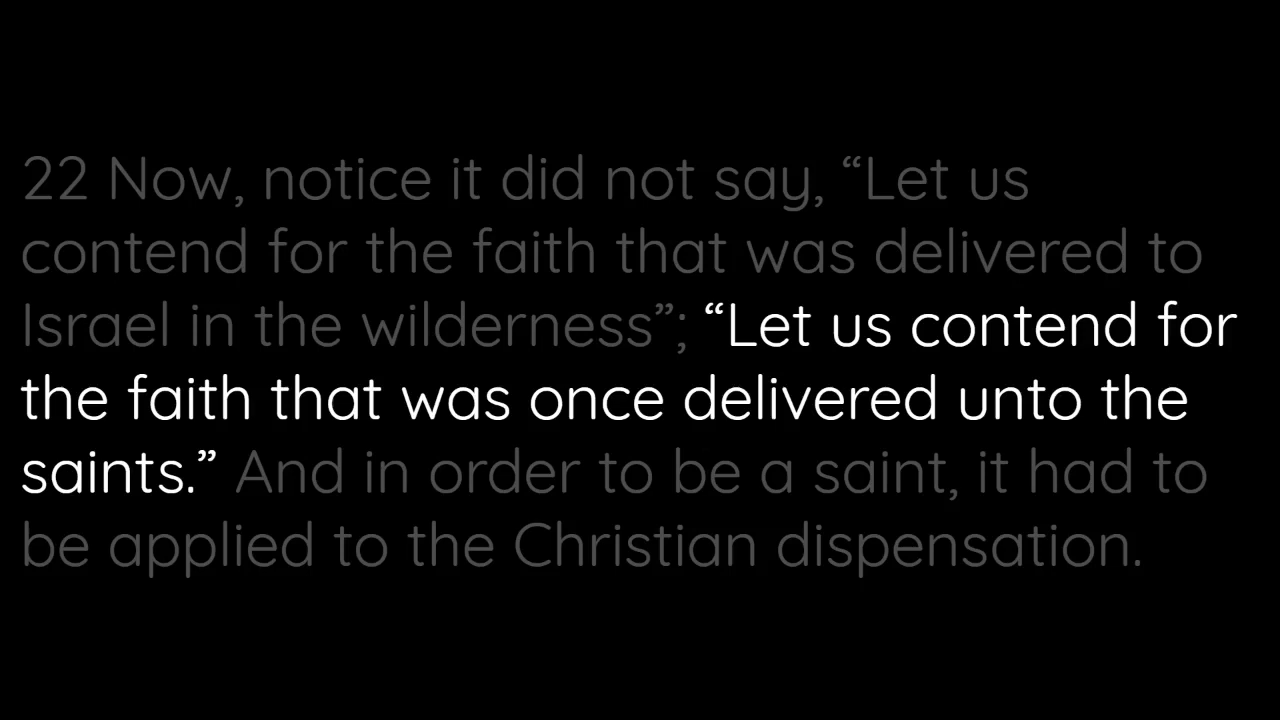 22 Now, notice it did not say, “Let us
contend for the faith that was delivered to
Israel in the wilderness”; “Let us contend for
the faith that was once delivered unto the
saints.” And in order to be a saint, it had to
be applied to the Christian dispensation.